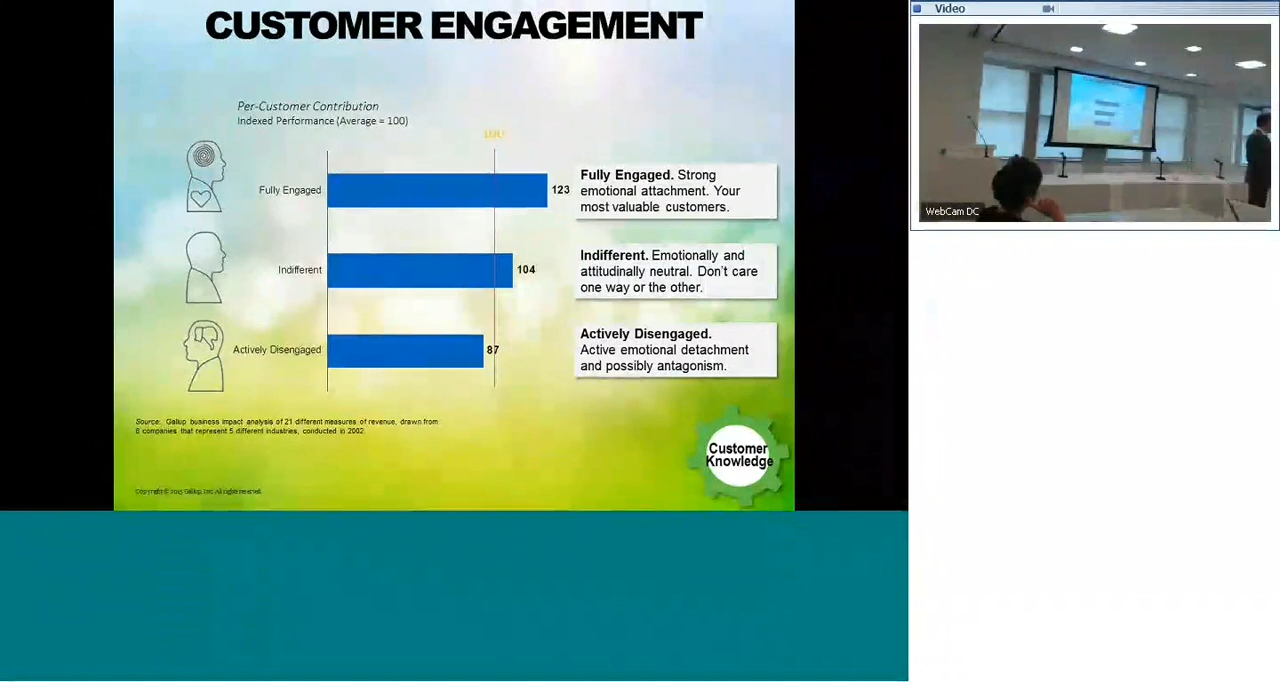 CUSTOMER ENGAGEMENT
Per-Customer Contribution
Indexed Performance (Average = 100)
100
Fully Engaged
123
Fully Engaged. Strong
emotional attachment. Your
most valuable customers.
Indifferent
104
Indifferent. Emotionally and
attitudinally neutral. Don't care
one way or the other.
Actively Disengaged
87
Actively Disengaged.
Active emotional detachment
and possibly antagonism.
Source: Gallup business impact analysis of 21 different measures of revenue, drawn from
8 companies that represent 5 different industries, conducted in 2002.
Customer
Knowledge
Copyright © 2015 Gallup, Inc. All rights reserved.
Video
WebCam DC